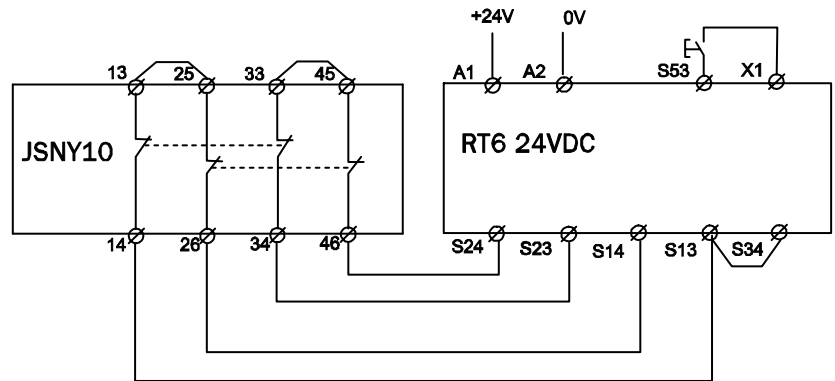 +24V 0V
13 25 33 45 A1 A2 S53 X1
JSNY10 RT6 24VDC
14 26 34 46 S24 S23 S14 S13 S34